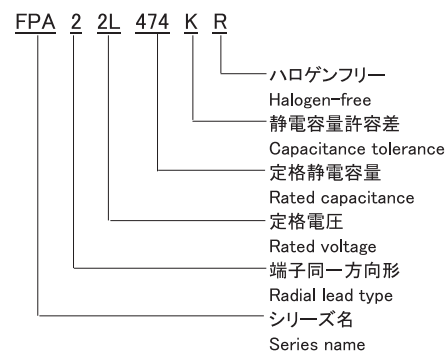 FPA 2 2L 474 K R
ハロゲンフリー
Halogen-free
静電容量許容差
Capacitance tolerance
定格静電容量
Rated capacitance
定格電圧
Rated voltage
端子同一方向形
Radial lead type
シリーズ名
Series name